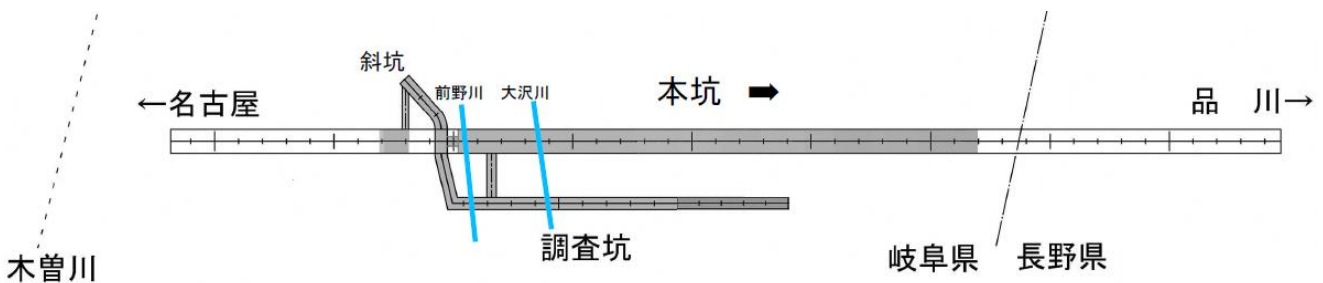 斜坑
前野川 大沢川
本坑 ➡
←名古屋
品 川→
調査坑
木曽川
岐阜県 長野県